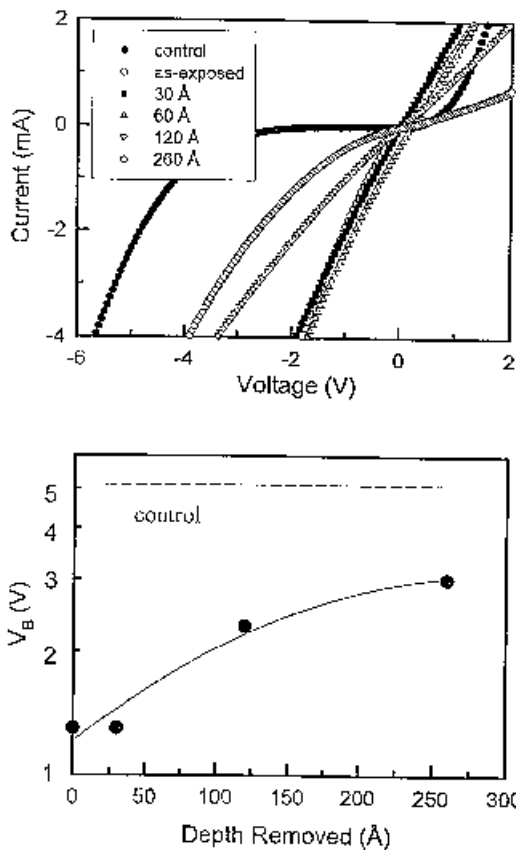 2
control
as-exposed
30 Å
60 Å
120 Å
260 Å
0
-2
-4
Current (mA)
-6
-4
-2
0
2
Voltage (V)
5
control
3
2
1
V_B (V)
0
50
100
150
200
250
300
Depth Removed (Å)